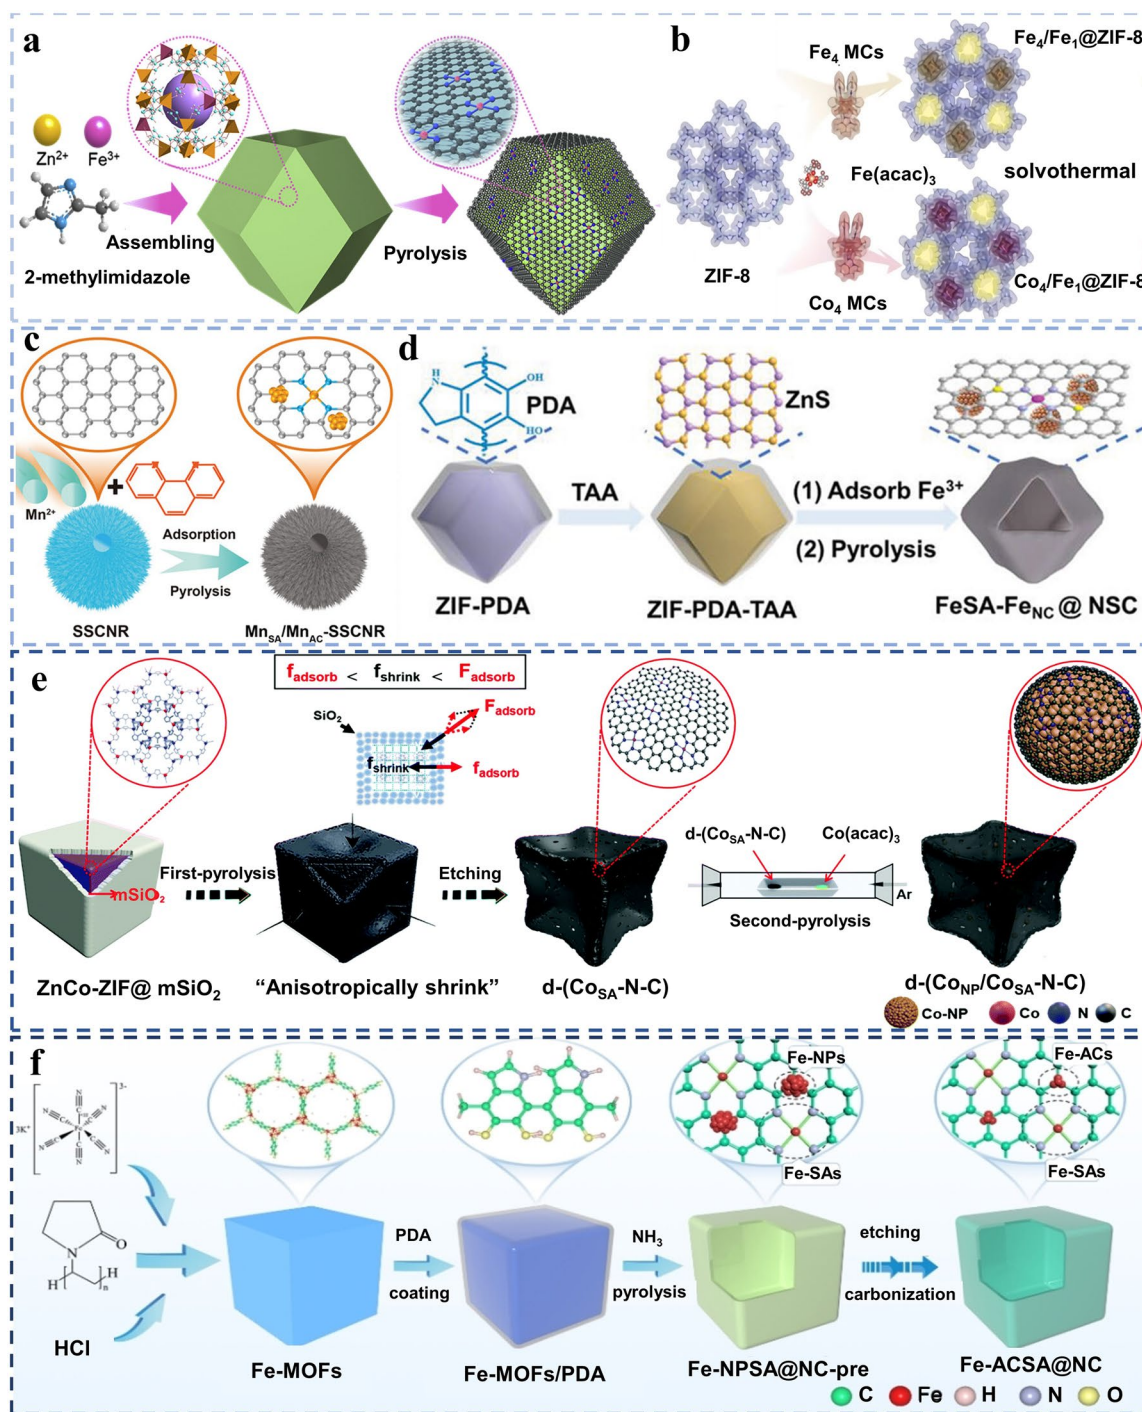 a
Zn2+
Fe3+
2-methylimidazole
Assembling
Pyrolysis
b
Fe4 MCs
Fe4/Fe1@ZIF-8
Fe(acac)3
solvothermal
ZIF-8
Co4 MCs
Co4/Fe1@ZIF-8
c
Mn2+
+
Adsorption
Pyrolysis
SSCNR
MnSA/MnAC-SSCNR
d
H
N
OH
PDA
HO
ZnS
TAA
(1) Adsorb Fe3+
(2) Pyrolysis
ZIF-PDA
ZIF-PDA-TAA
FeSA-FeNC @ NSC
e
fadsorb < fshrink < Fadsorb
SiO2
Fadsorb
fshrink
fadsorb
mSiO2
First-pyrolysis
Etching
d-(CoSA-N-C)
Co(acac)3
Ar
Second-pyrolysis
ZnCo-ZIF@ mSiO2
“Anisotropically shrink”
d-(CoSA-N-C)
d-(CoNP/CoSA-N-C)
Co-NP
Co
N
C
f
3K+
3-
N
C
N
C
N
C
Fe
C
N
C
N
C
N
O
N
H
H
n
HCl
Fe-MOFs
PDA
coating
Fe-MOFs/PDA
NH3
pyrolysis
Fe-NPs
Fe-SAs
Fe-NPSA@NC-pre
etching
carbonization
Fe-ACs
Fe-SAs
Fe-ACSA@NC
C
Fe
H
N
O